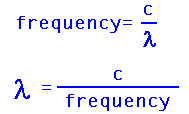 frequency= c/λ
λ = c/frequency